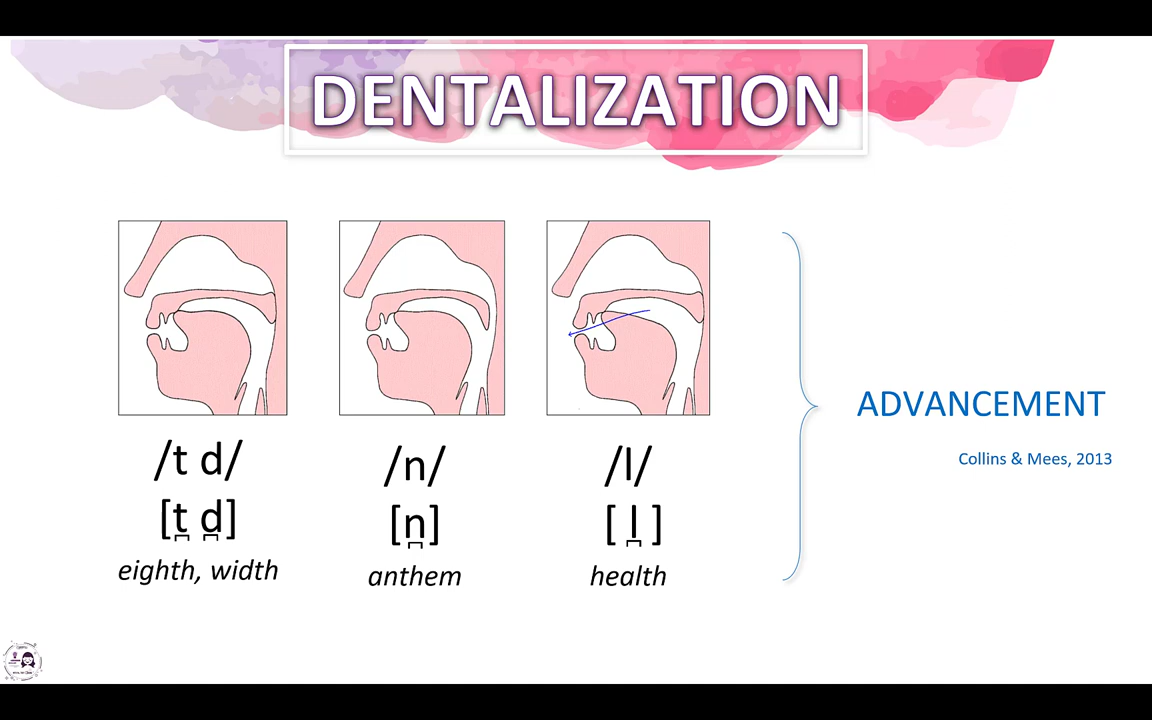 DENTALIZATION
/t d/
[t̪ d̪]
eighth, width
/n/
[n̪]
anthem
/l/
[ l̪ ]
health
ADVANCEMENT
Collins & Mees, 2013